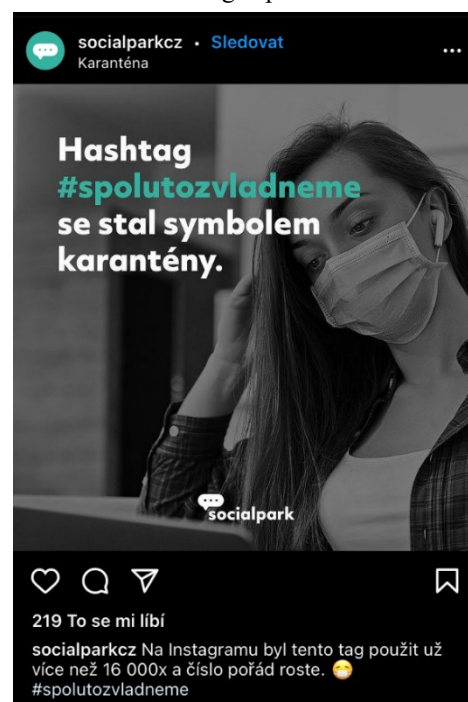 socialparkcz • Sledovat
Karanténa
Hashtag
#spolutozvladneme
se stal symbolem
karantény.
socialpark
219 To se mi líbí
socialparkcz Na Instagramu byl tento tag použit už
více než 16 000x a číslo pořád roste. 😷
#spolutozvladneme